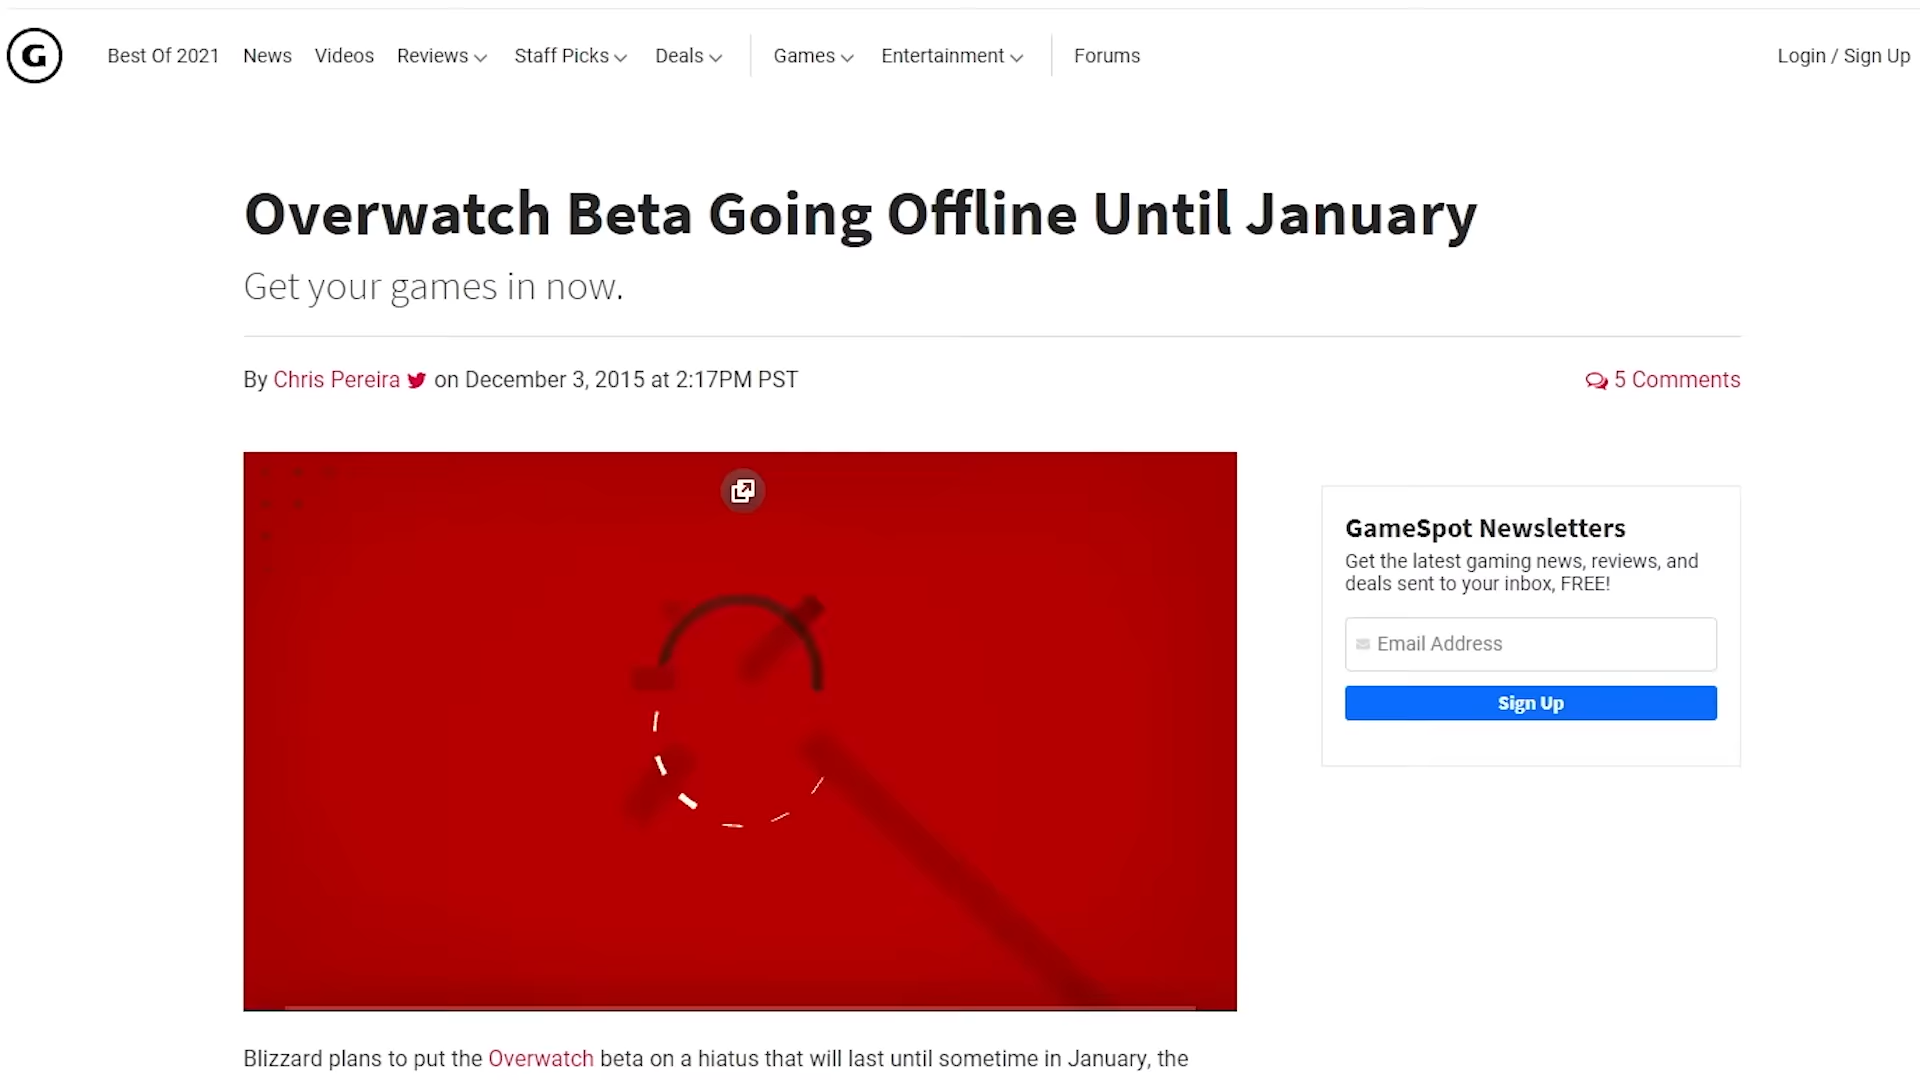 G Best Of 2021 News Videos Reviews Staff Picks Deals Games Entertainment Forums Login / Sign Up
Overwatch Beta Going Offline Until January
Get your games in now.
By Chris Pereira on December 3, 2015 at 2:17PM PST
5 Comments
GameSpot Newsletters
Get the latest gaming news, reviews, and
deals sent to your inbox, FREE!
Email Address
Sign Up
Blizzard plans to put the Overwatch beta on a hiatus that will last until sometime in January, the